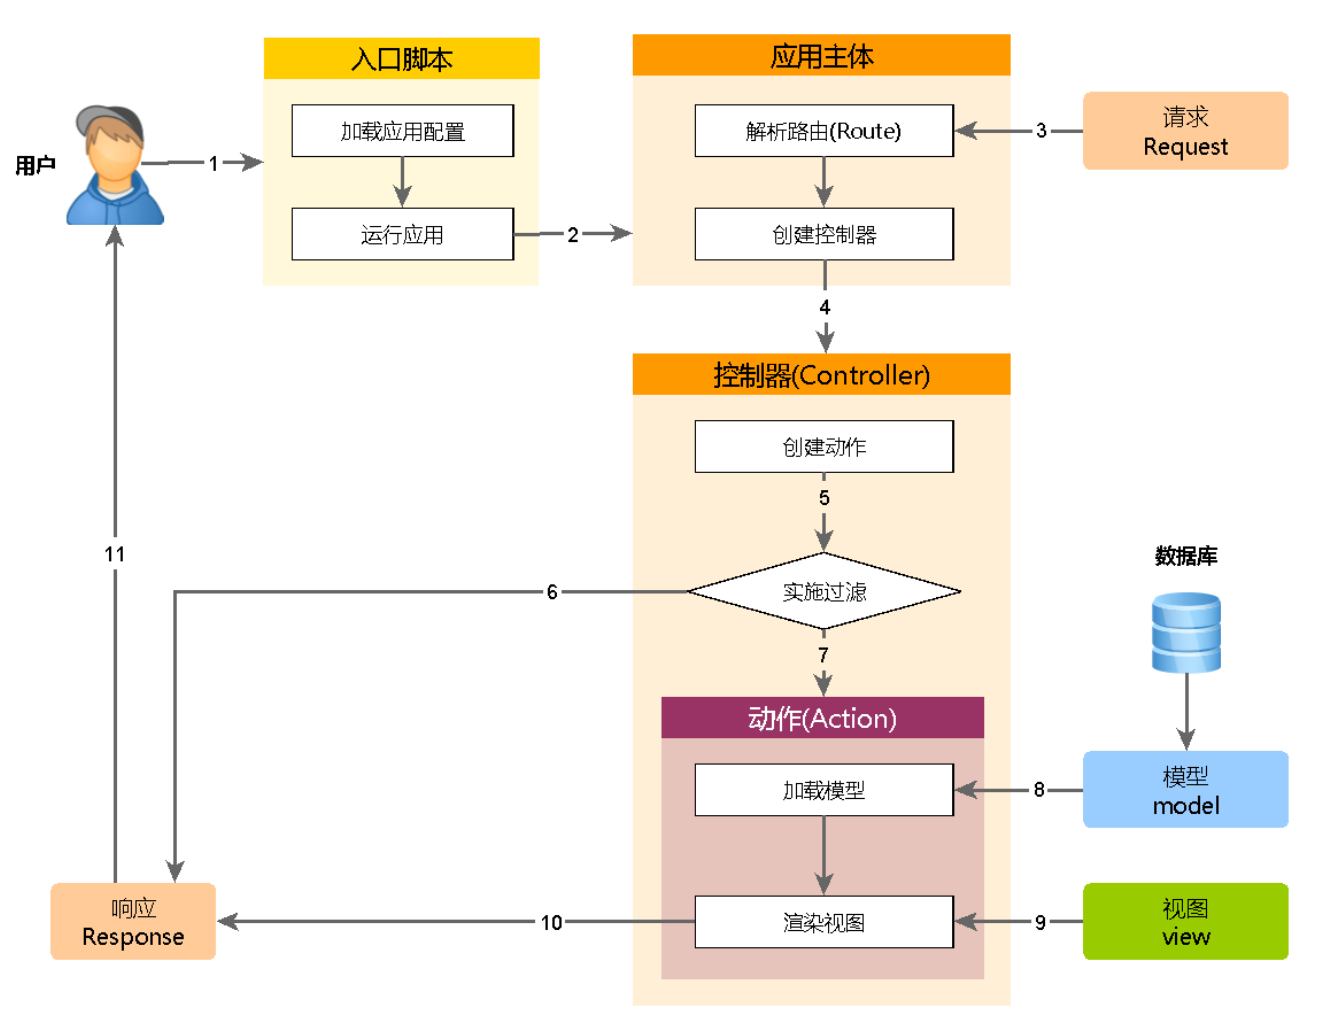 入口脚本
应用主体
加载应用配置
解析路由(Route)
3
请求
Request
用户
1
运行应用
2
创建控制器
4
控制器(Controller)
创建动作
5
11
数据库
6
实施过滤
7
动作(Action)
加载模型
8
模型
model
响应
Response
10
渲染视图
9
视图
view